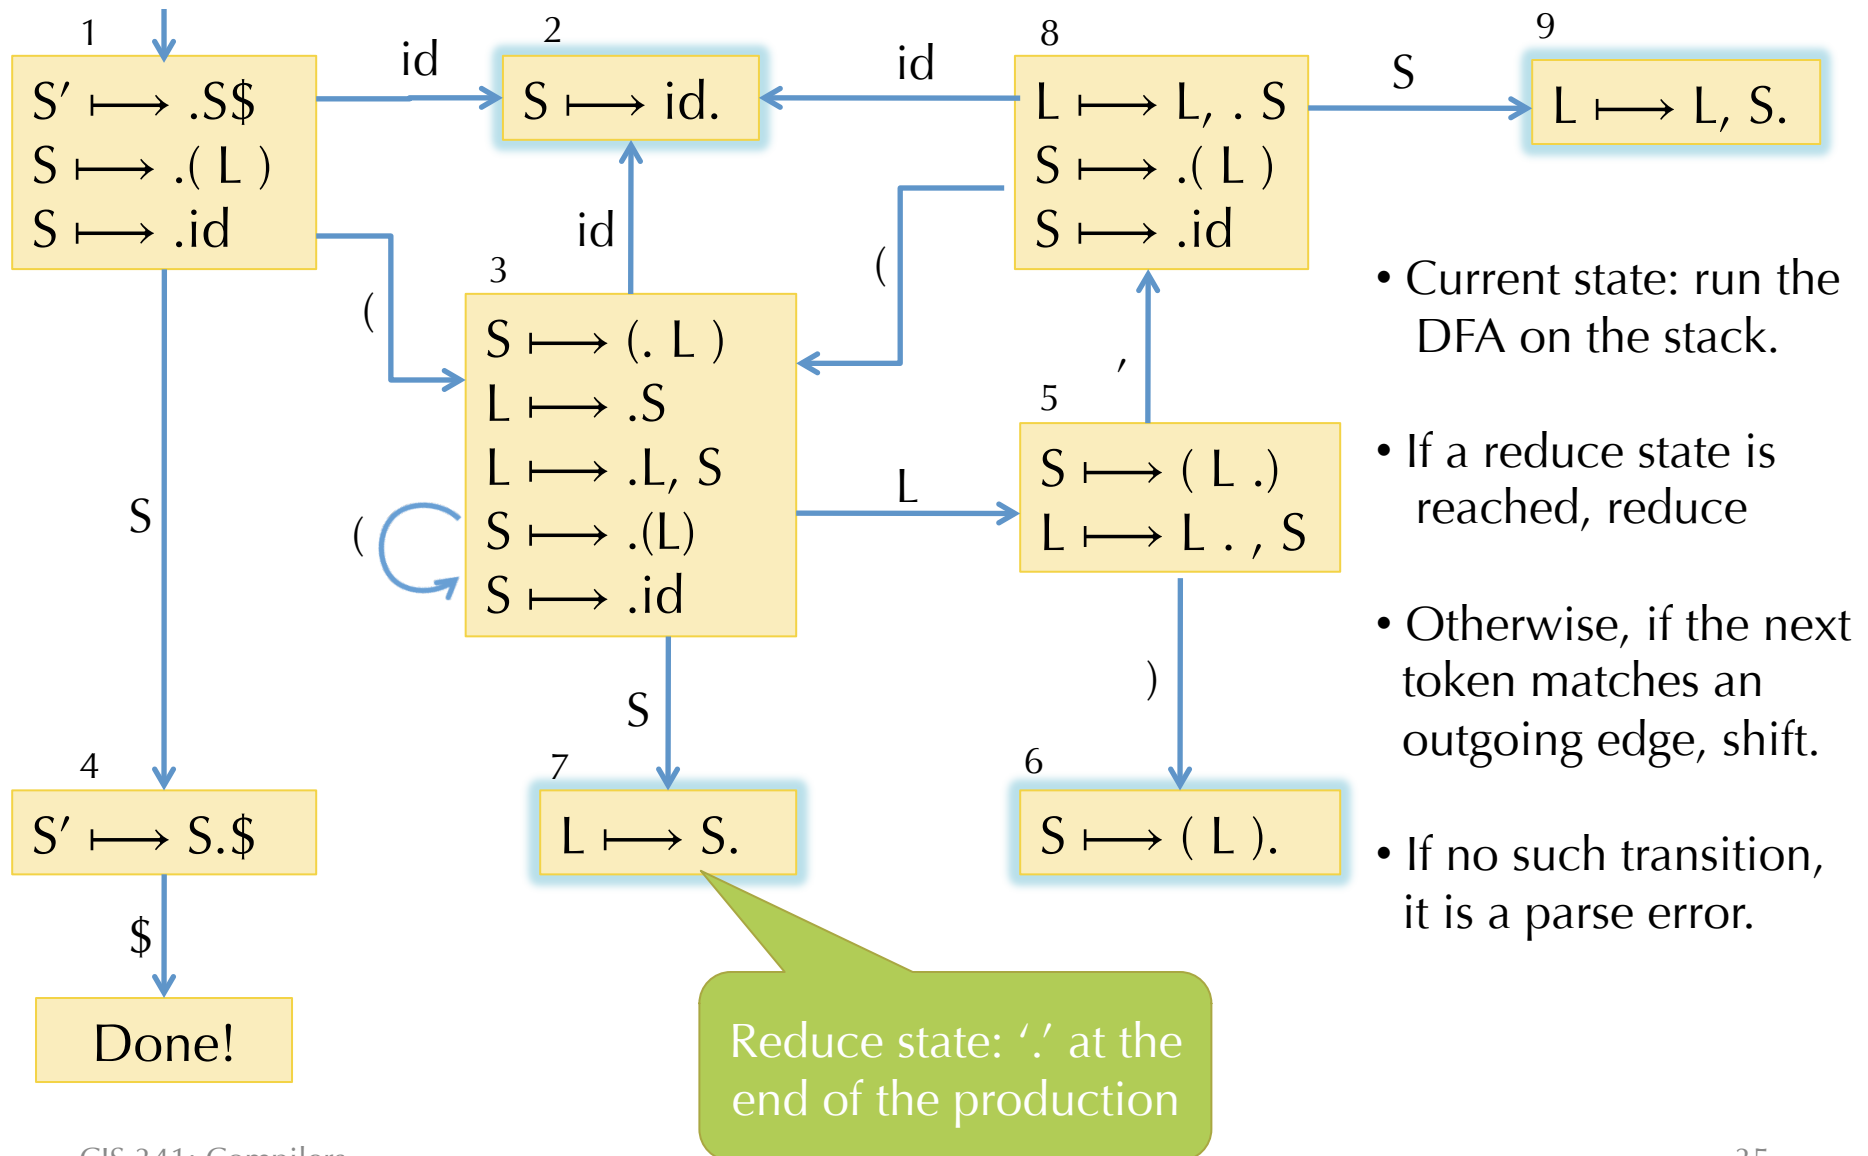 1
S′ ⟼ .S$
S ⟼ .( L )
S ⟼ .id
id
2
S ⟼ id.
id
8
L ⟼ L, . S
S ⟼ .( L )
S ⟼ .id
S
9
L ⟼ L, S.
(
id
(
3
S ⟼ (. L )
L ⟼ .S
L ⟼ .L, S
S ⟼ .(L)
S ⟼ .id
(
S
L
,
5
S ⟼ ( L .)
L ⟼ L . , S
)
S
4
S′ ⟼ S.$
7
L ⟼ S.
6
S ⟼ ( L ).
$
Done!
Reduce state: ‘.’ at the
end of the production
• Current state: run the
DFA on the stack.
• If a reduce state is
reached, reduce
• Otherwise, if the next
token matches an
outgoing edge, shift.
• If no such transition,
it is a parse error.
CIS 341: Compilers